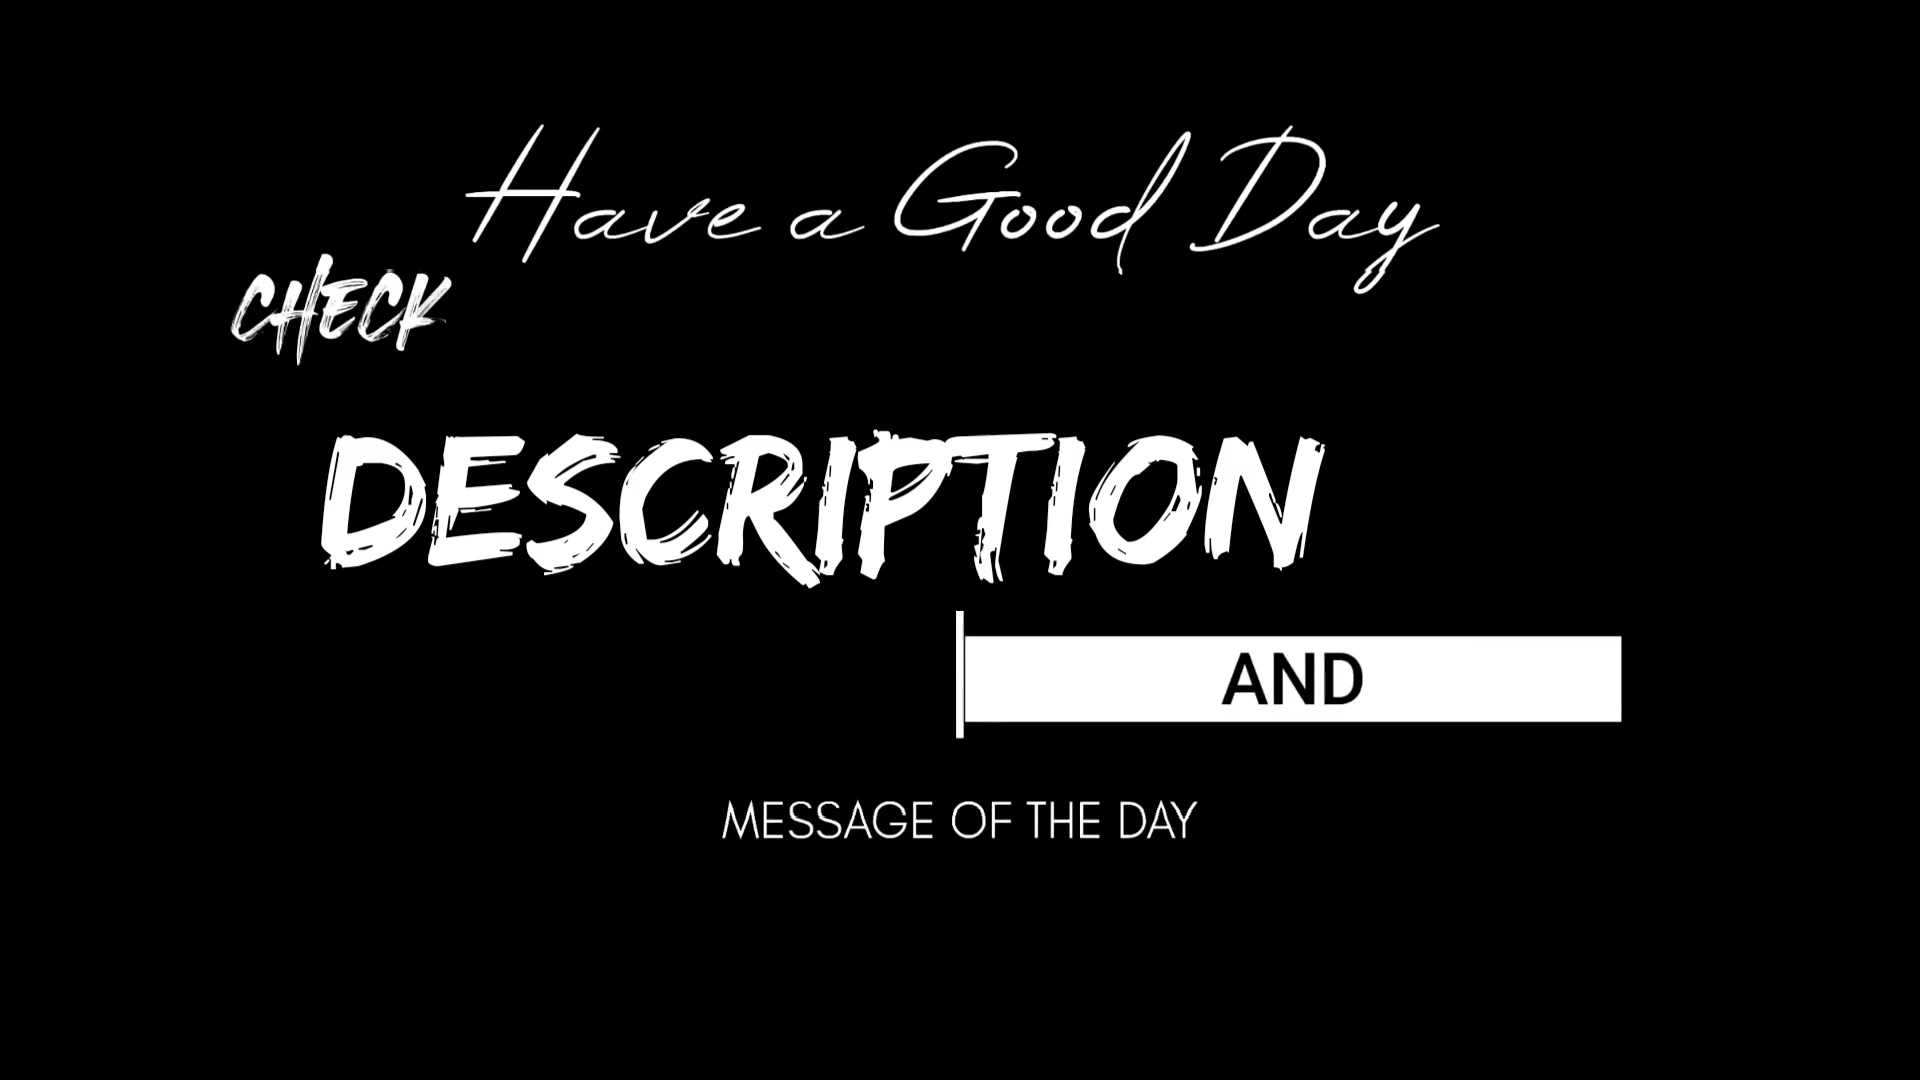 Have a Good Day
CHECK
DESCRIPTION
AND
MESSAGE OF THE DAY